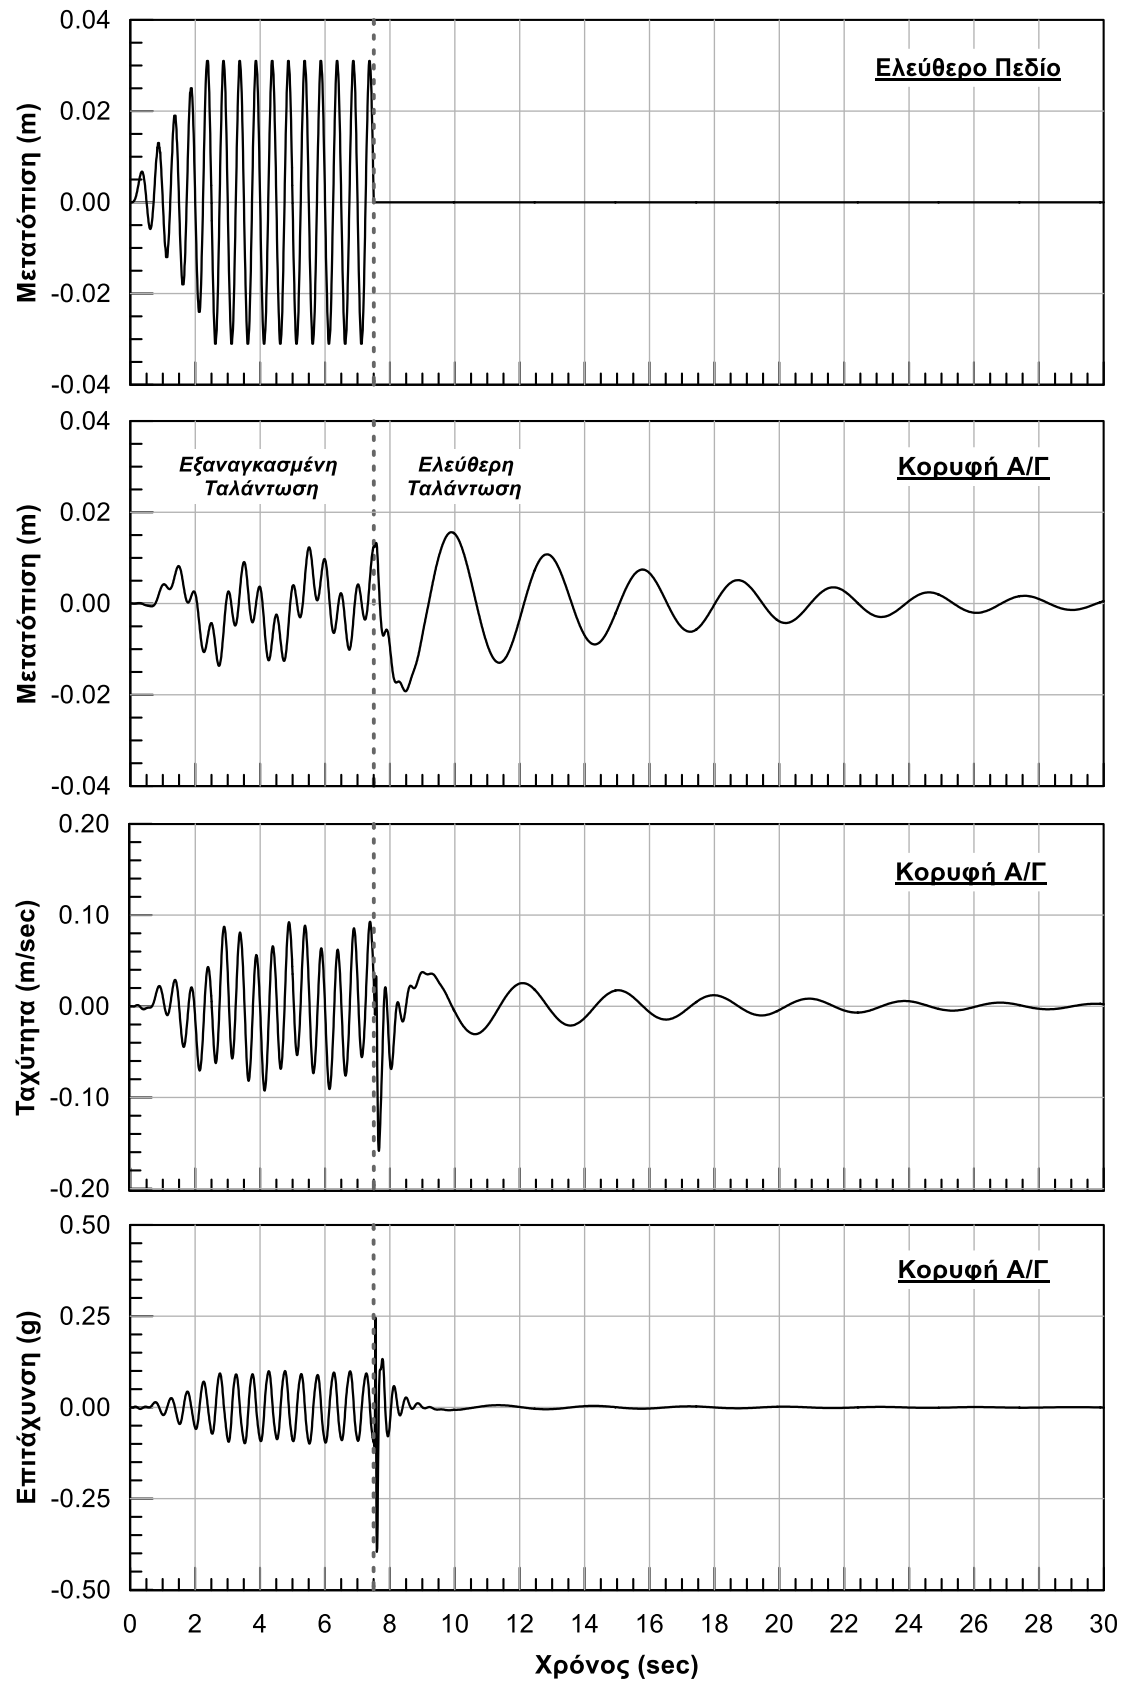 0.04
Ελεύθερο Πεδίο
0.02
0.00
-0.02
-0.04
Μετατόπιση (m)
0.04
Εξαναγκασμένη
Ταλάντωση
Ελεύθερη
Ταλάντωση
Κορυφή Α/Γ
0.02
0.00
-0.02
-0.04
Μετατόπιση (m)
0.20
Κορυφή Α/Γ
0.10
0.00
-0.10
-0.20
Ταχύτητα (m/sec)
0.50
Κορυφή Α/Γ
0.25
0.00
-0.25
-0.50
Επιτάχυνση (g)
0 2 4 6 8 10 12 14 16 18 20 22 24 26 28 30
Χρόνος (sec)